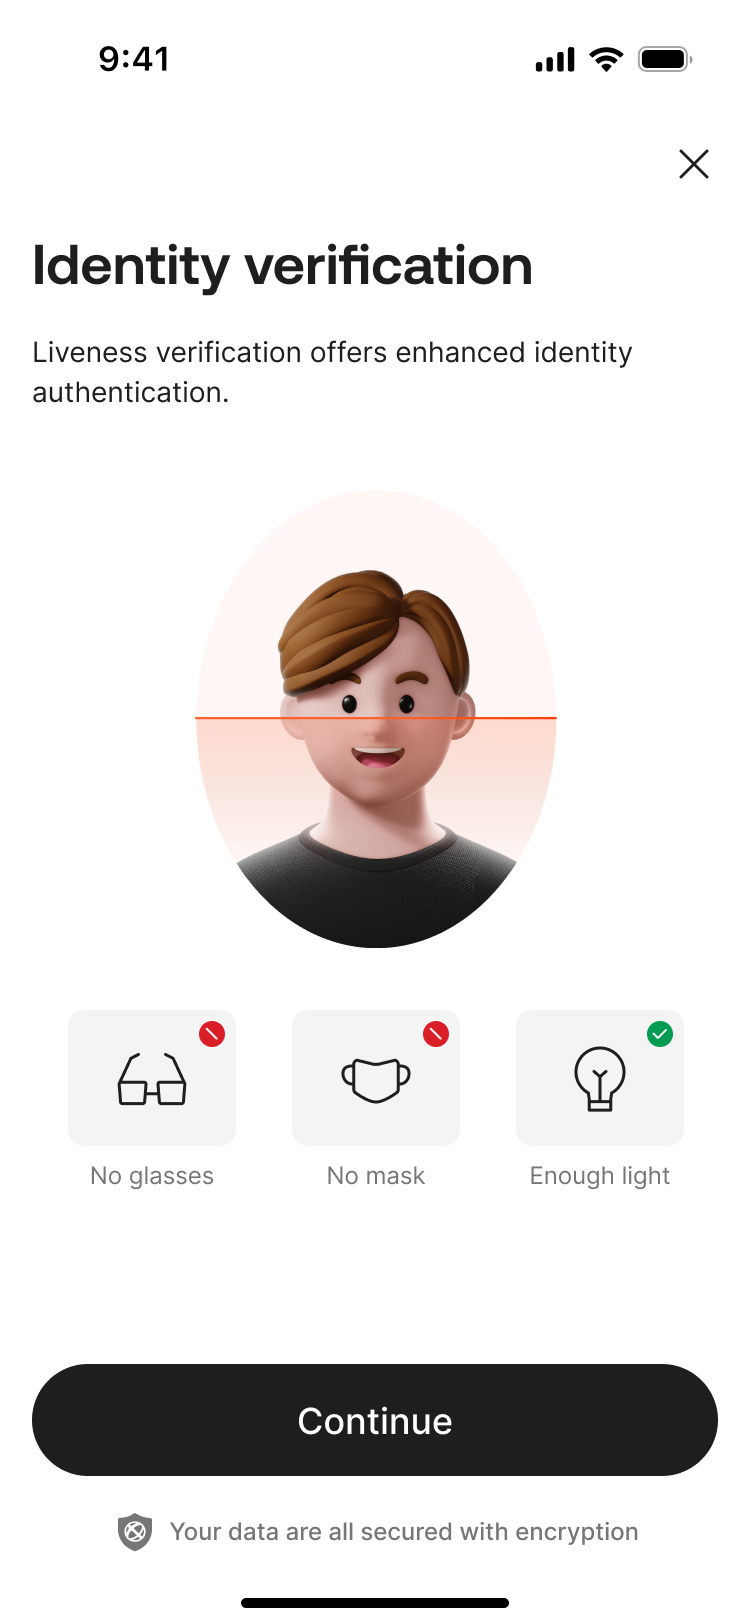 9:41
Identity verification
Liveness verification offers enhanced identity
authentication.
No glasses
No mask
Enough light
Continue
Your data are all secured with encryption